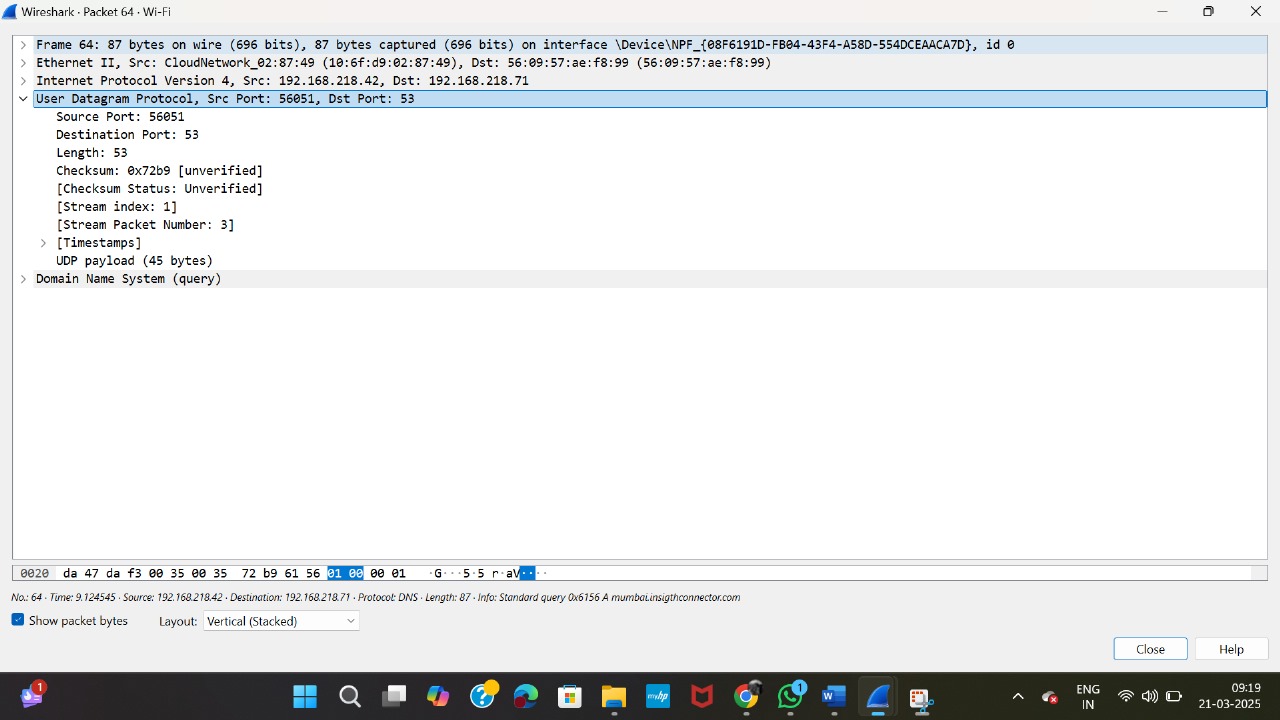 Wireshark · Packet 64 · Wi-Fi
Frame 64: 87 bytes on wire (696 bits), 87 bytes captured (696 bits) on interface \Device\NPF_{08F6191D-FB04-43F4-A58D-554DCEAACA7D}, id 0
Ethernet II, Src: CloudNetwork_02:87:49 (10:6f:d9:02:87:49), Dst: 56:09:57:ae:f8:99 (56:09:57:ae:f8:99)
Internet Protocol Version 4, Src: 192.168.218.42, Dst: 192.168.218.71
User Datagram Protocol, Src Port: 56051, Dst Port: 53
Source Port: 56051
Destination Port: 53
Length: 53
Checksum: 0x72b9 [unverified]
[Checksum Status: Unverified]
[Stream index: 1]
[Stream Packet Number: 3]
[Timestamps]
UDP payload (45 bytes)
Domain Name System (query)
0020 da 47 da f3 00 35 00 35 72 b9 61 56 01 00 00 01 ·G···5·5 r·aV····
No.: 64 · Time: 9.124545 · Source: 192.168.218.42 · Destination: 192.168.218.71 · Protocol: DNS · Length: 87 · Info: Standard query 0x6156 A mumbai.insigthconnector.com
Show packet bytes Layout: Vertical (Stacked)
Close Help
1 myhp 1 ENG IN 09:19 21-03-2025